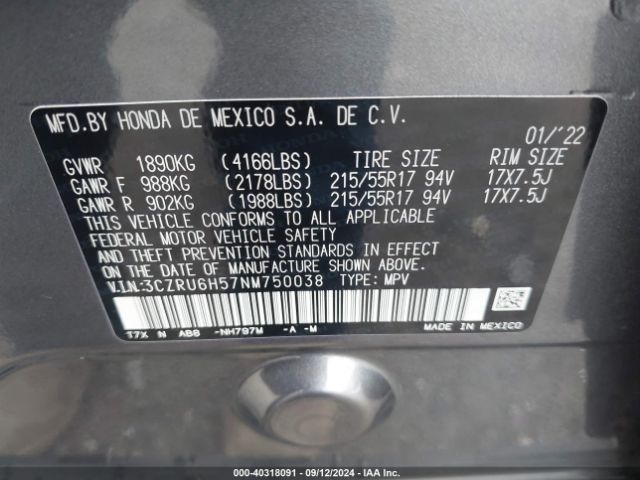 MFD.BY HONDA DE MEXICO S.A. DE C.V.
01/'22
GVWR 1890KG (4166LBS) TIRE SIZE RIM SIZE
GAWR F 988KG (2178LBS) 215/55R17 94V 17X7.5J
GAWR R 902KG (1988LBS) 215/55R17 94V 17X7.5J
THIS VEHICLE CONFORMS TO ALL APPLICABLE
FEDERAL MOTOR VEHICLE SAFETY
AND THEFT PREVENTION STANDARDS IN EFFECT
ON THE DATE OF MANUFACTURE SHOWN ABOVE.
V.I.N.:3CZRU6H57NM750038 TYPE: MPV
T7X N ABB -NH797M -A -M MADE IN MEXICO
000-40318091 - 09/12/2024 - IAA Inc.